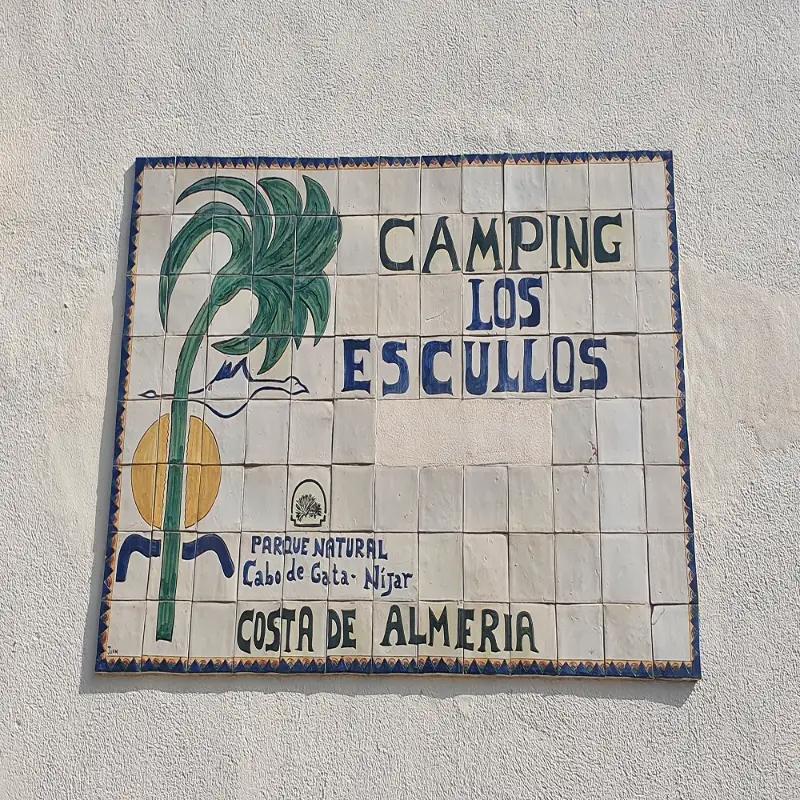 CAMPING
LOS
ESCULLOS
PARQUE NATURAL
Cabo de Gata - Níjar
COSTA DE ALMERIA